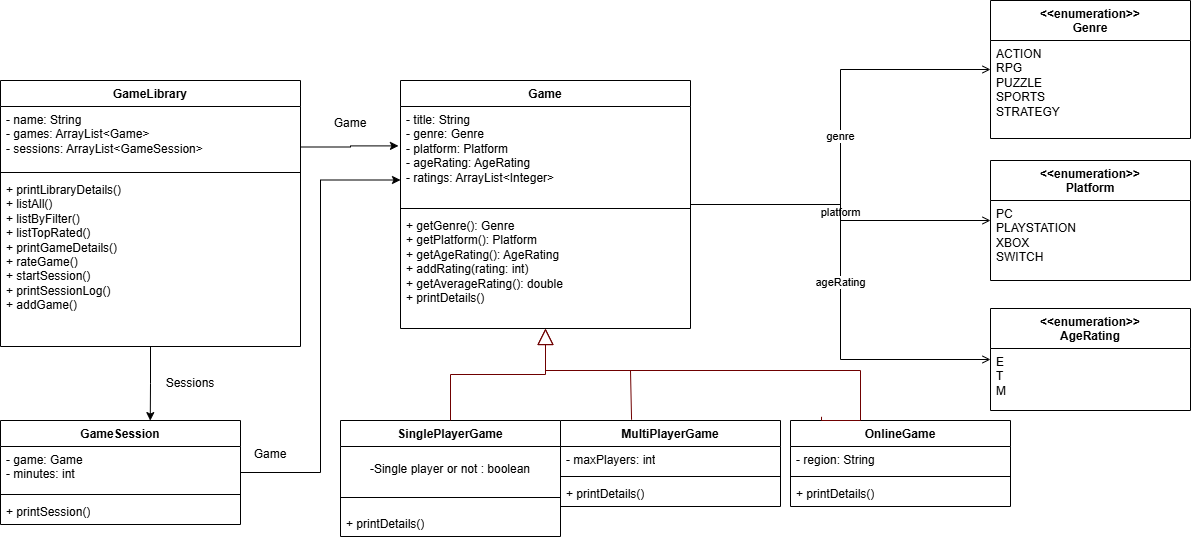 <<enumeration>>
Genre
ACTION
RPG
PUZZLE
SPORTS
STRATEGY
GameLibrary
- name: String
- games: ArrayList<Game>
- sessions: ArrayList<GameSession>
+ printLibraryDetails()
+ listAll()
+ listByFilter()
+ listTopRated()
+ printGameDetails()
+ rateGame()
+ startSession()
+ printSessionLog()
+ addGame()
Game
Game
- title: String
- genre: Genre
- platform: Platform
- ageRating: AgeRating
- ratings: ArrayList<Integer>
+ getGenre(): Genre
+ getPlatform(): Platform
+ getAgeRating(): AgeRating
+ addRating(rating: int)
+ getAverageRating(): double
+ printDetails()
genre
platform
ageRating
<<enumeration>>
Platform
PC
PLAYSTATION
XBOX
SWITCH
<<enumeration>>
AgeRating
E
T
M
Sessions
GameSession
- game: Game
- minutes: int
+ printSession()
Game
SinglePlayerGame
-Single player or not : boolean
+ printDetails()
MultiPlayerGame
- maxPlayers: int
+ printDetails()
OnlineGame
- region: String
+ printDetails()